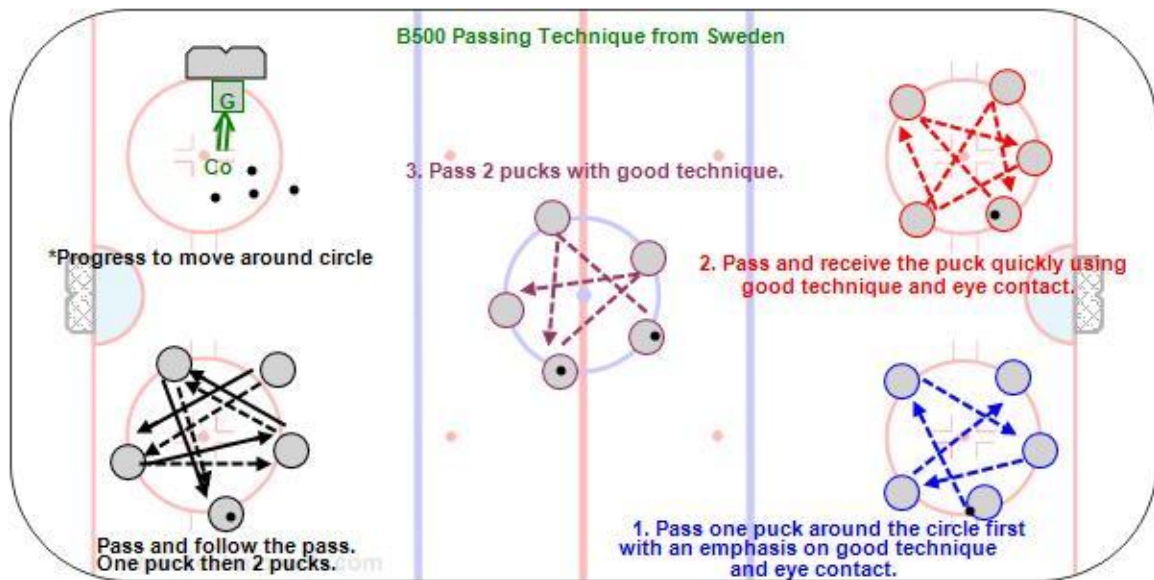 B500 Passing Technique from Sweden
G
Co
3. Pass 2 pucks with good technique.
*Progress to move around circle
2. Pass and receive the puck quickly using
good technique and eye contact.
Pass and follow the pass.
One puck then 2 pucks.
1. Pass one puck around the circle first
with an emphasis on good technique
and eye contact.